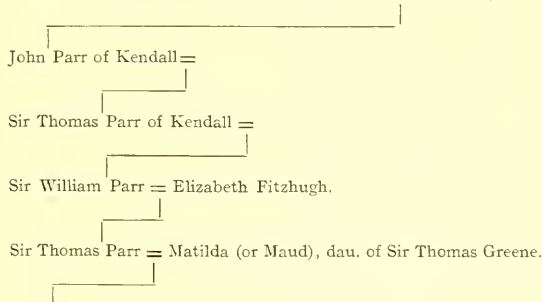 John Parr of Kendall =
Sir Thomas Parr of Kendall =
Sir William Parr = Elizabeth Fitzhugh.
Sir Thomas Parr = Matilda (or Maud), dau. of Sir Thomas Greene.